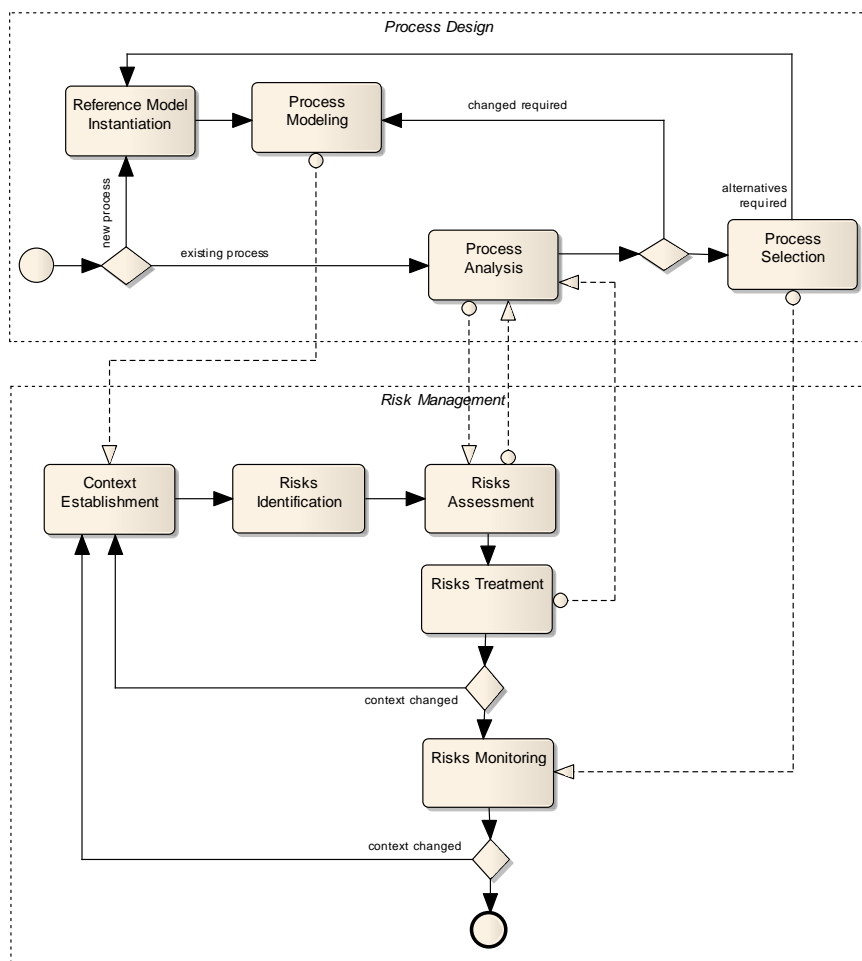 Process Design
Reference Model
Instantiation
Process
Modeling
changed required
new process
alternatives
required
existing process
Process
Analysis
Process
Selection
Risk Management
Context
Establishment
Risks
Identification
Risks
Assessment
Risks Treatment
context changed
Risks Monitoring
context changed